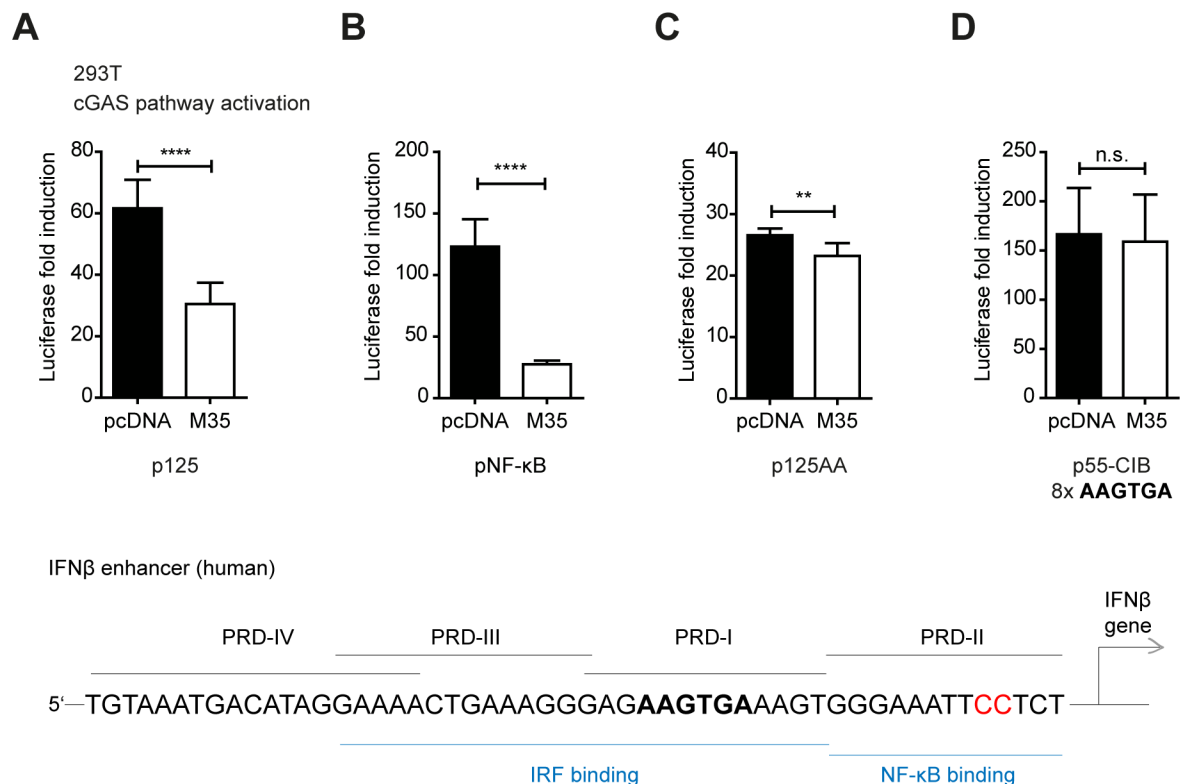 A
B
C
D
293T
cGAS pathway activation
Luciferase fold induction
80
60
40
20
0
****
pcDNA
M35
p125
Luciferase fold induction
200
150
100
50
0
****
pcDNA
M35
pNF-κB
Luciferase fold induction
40
30
20
10
0
**
pcDNA
M35
p125AA
Luciferase fold induction
250
200
150
100
50
0
n.s.
pcDNA
M35
p55-CIB
8x AAGTGA
IFNβ enhancer (human)
IFNβ
gene
PRD-IV
PRD-III
PRD-I
PRD-II
5‘ TGTAAATGACATAGGAAAACTGAAAGGGAGAAGTGAAAGTGGGAAATTCCTCT
IRF binding
NF-κB binding